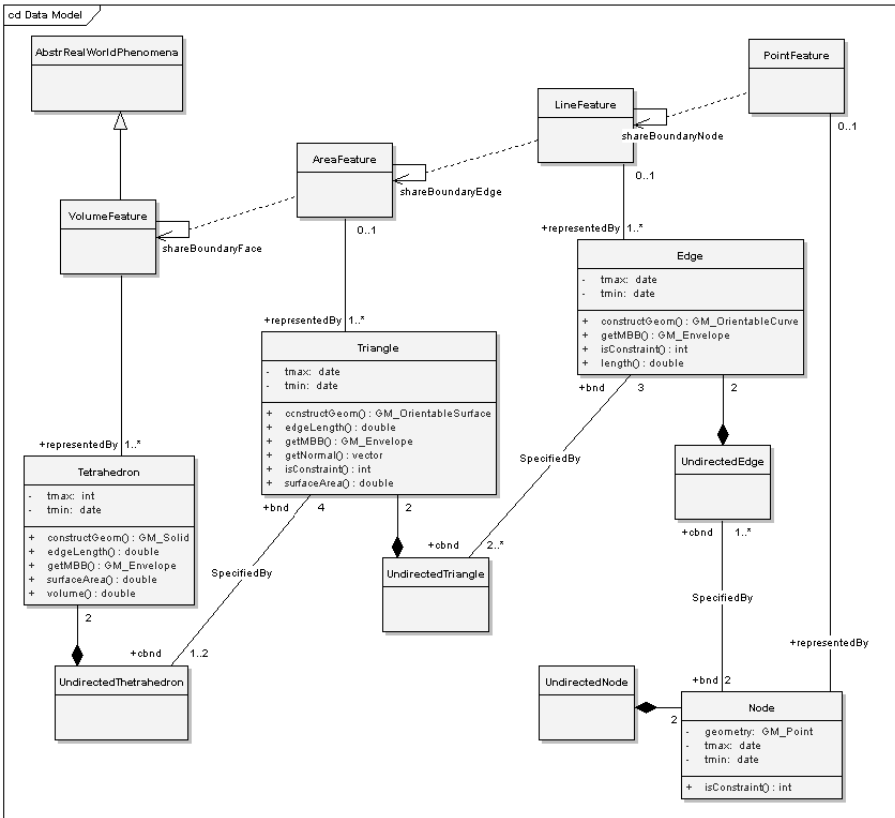 cd Data Model
AbstrRealWorldPhenomena
PointFeature
LineFeature
0..1
shareBoundaryNode
AreaFeature
0..1
shareBoundaryEdge
VolumeFeature
0..1
shareBoundaryFace
+representedBy 1..*
Edge
- tmax: date
- tmin: date
+ constructGeom() : GM_OrientableCurve
+ getMBB() : GM_Envelope
+ isConstraint() : int
+ length() : double
+representedBy 1..*
Triangle
- tmax: date
- tmin: date
+ constructGeom() : GM_OrientableSurface
+ edgeLength() : double
+ getMBB() : GM_Envelope
+ getNormal() : vector
+ isConstraint() : int
+ surfaceArea() : double
+bnd 3
2
+representedBy 1..*
Tetrahedron
- tmax: int
- tmin: date
+ constructGeom() : GM_Solid
+ edgeLength() : double
+ getMBB() : GM_Envelope
+ surfaceArea() : double
+ volume() : double
SpecifiedBy
UndirectedEdge
+bnd 4
2
+cbnd 1..*
+cbnd 2..*
UndirectedTriangle
SpecifiedBy
SpecifiedBy
2
+representedBy
+cbnd 1..2
UndirectedThetrahedron
UndirectedNode
+bnd 2
2
Node
- geometry: GM_Point
- tmax: date
- tmin: date
+ isConstraint() : int